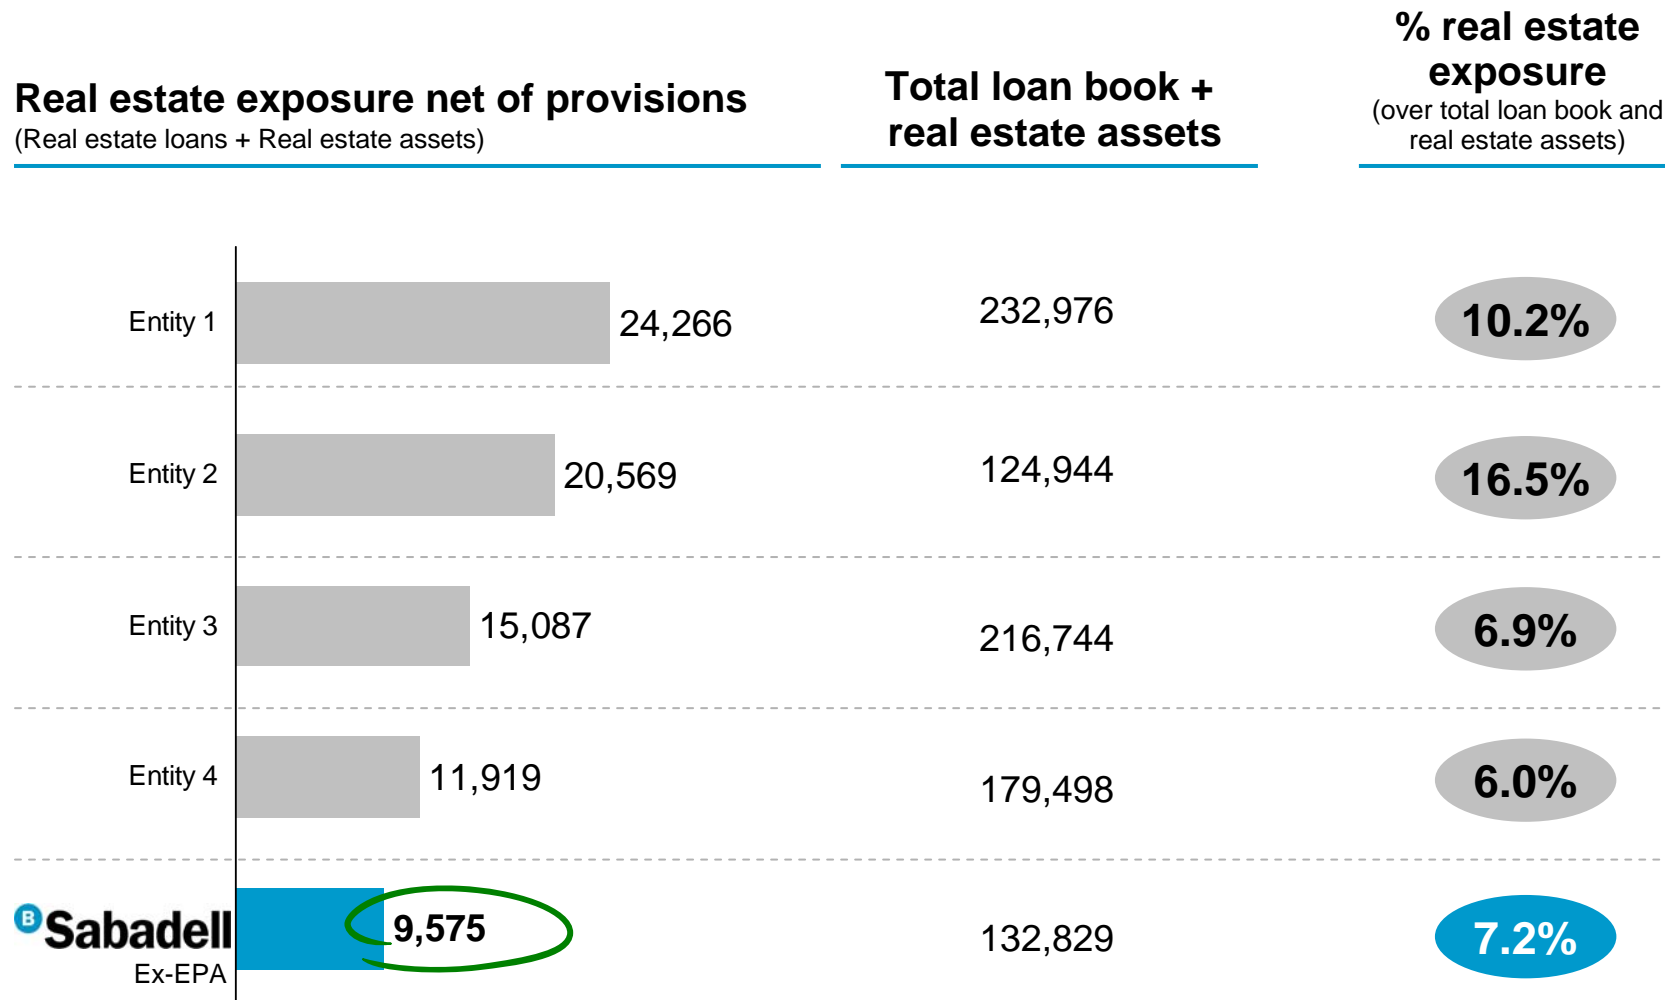 Real estate exposure net of provisions
(Real estate loans + Real estate assets)
Total loan book +
real estate assets
% real estate
exposure
(over total loan book and
real estate assets)
Entity 1
24,266
232,976
10.2%
Entity 2
20,569
124,944
16.5%
Entity 3
15,087
216,744
6.9%
Entity 4
11,919
179,498
6.0%
B Sabadell
Ex-EPA
9,575
132,829
7.2%